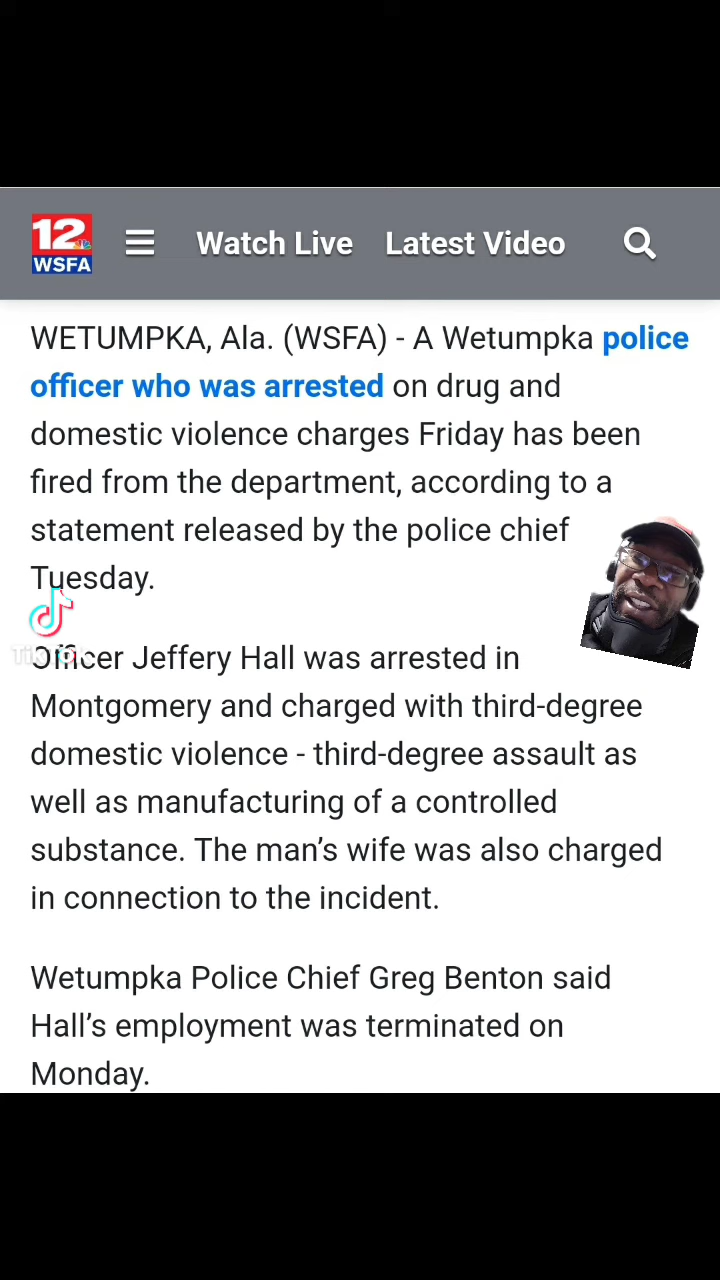 12
WSFA
Watch Live Latest Video
WETUMPKA, Ala. (WSFA) - A Wetumpka police
officer who was arrested on drug and
domestic violence charges Friday has been
fired from the department, according to a
statement released by the police chief
Tuesday.
TikTok
Officer Jeffery Hall was arrested in
Montgomery and charged with third-degree
domestic violence - third-degree assault as
well as manufacturing of a controlled
substance. The man’s wife was also charged
in connection to the incident.
Wetumpka Police Chief Greg Benton said
Hall’s employment was terminated on
Monday.